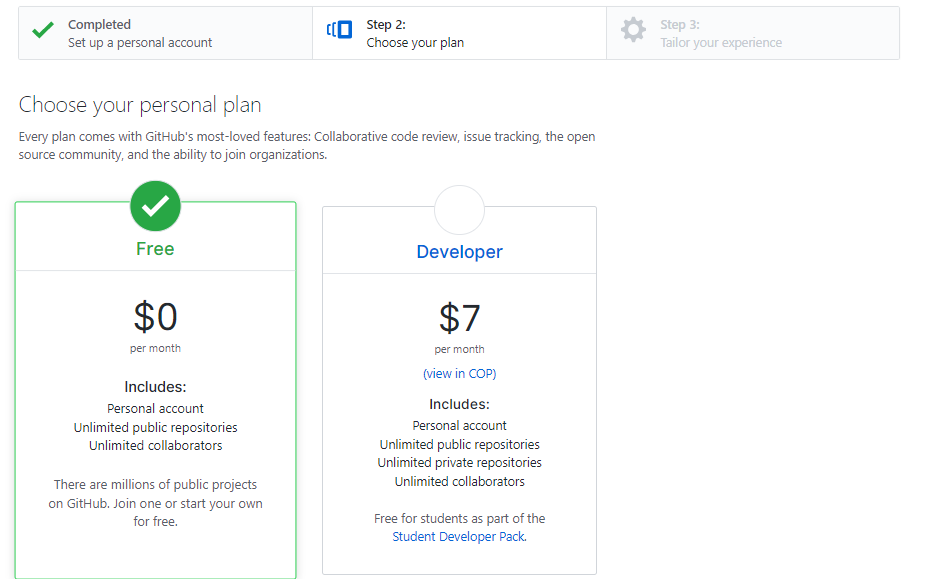 Completed
Set up a personal account
Step 2:
Choose your plan
Step 3:
Tailor your experience
Choose your personal plan
Every plan comes with GitHub's most-loved features: Collaborative code review, issue tracking, the open
source community, and the ability to join organizations.
Free
$0
per month
Includes:
Personal account
Unlimited public repositories
Unlimited collaborators
There are millions of public projects
on GitHub. Join one or start your own
for free.
Developer
$7
per month
(view in COP)
Includes:
Personal account
Unlimited public repositories
Unlimited private repositories
Unlimited collaborators
Free for students as part of the
Student Developer Pack.